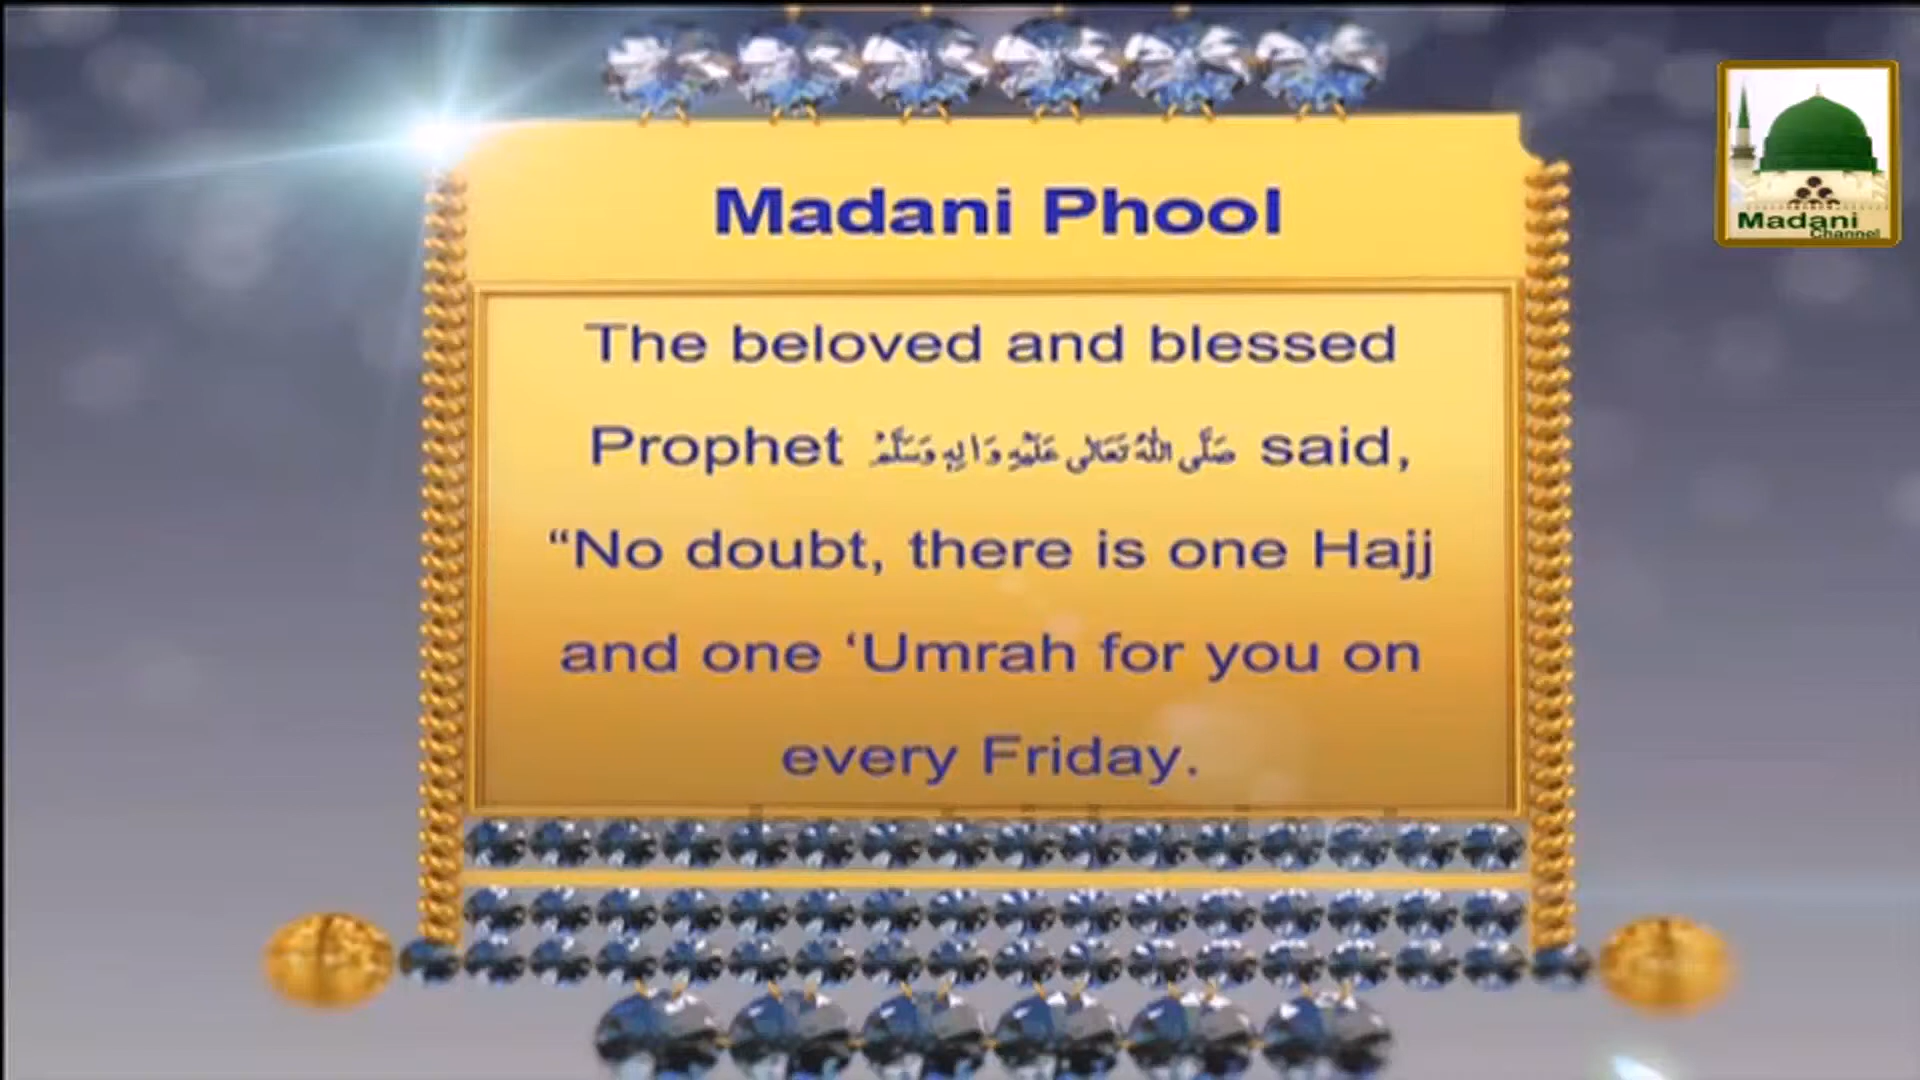 Madani Phool
The beloved and blessed
Prophet صَلَّى اللهُ تَعَالٰى عَلَيْهِ وَاٰلِهٖ وَسَلَّم said,
“No doubt, there is one Hajj
and one ‘Umrah for you on
every Friday.
Madani
Channel